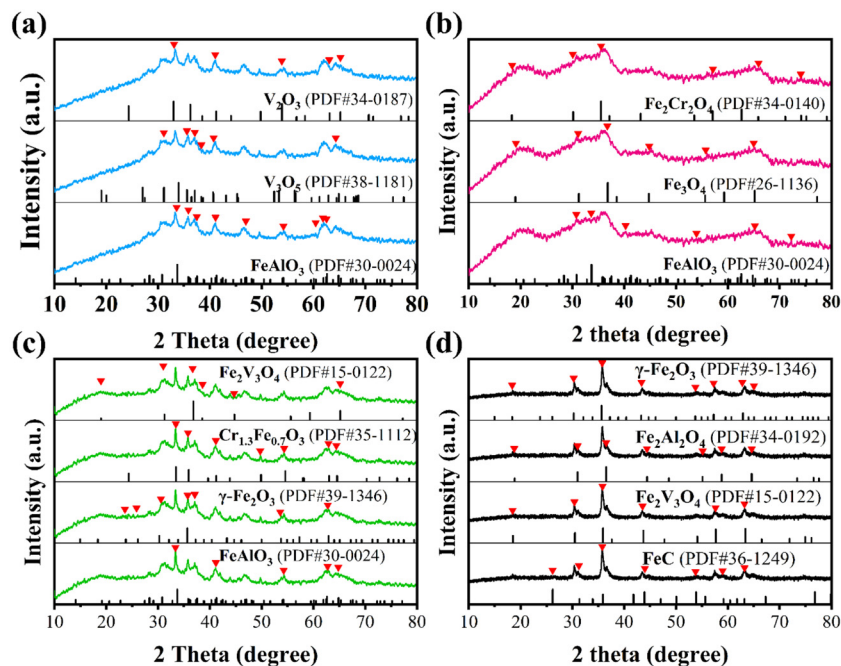 (a)
Intensity (a.u.)
V2O3 (PDF#34-0187)
V3O5 (PDF#38-1181)
FeAlO3 (PDF#30-0024)
10 20 30 40 50 60 70 80
2 Theta (degree)
(b)
Intensity (a.u.)
Fe2Cr2O4 (PDF#34-0140)
Fe3O4 (PDF#26-1136)
FeAlO3 (PDF#30-0024)
10 20 30 40 50 60 70 80
2 theta (degree)
(c)
Intensity (a.u.)
Fe2V3O4 (PDF#15-0122)
Cr1.3Fe0.7O3 (PDF#35-1112)
γ-Fe2O3 (PDF#39-1346)
FeAlO3 (PDF#30-0024)
10 20 30 40 50 60 70 80
2 Theta (degree)
(d)
Intensity (a.u.)
γ-Fe2O3 (PDF#39-1346)
Fe2Al2O4 (PDF#34-0192)
Fe2V3O4 (PDF#15-0122)
FeC (PDF#36-1249)
10 20 30 40 50 60 70 80
2 theta (degree)